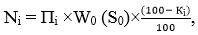 Nᵢ = Πᵢ ×W₀ (S₀)×(100– Kᵢ)/100,